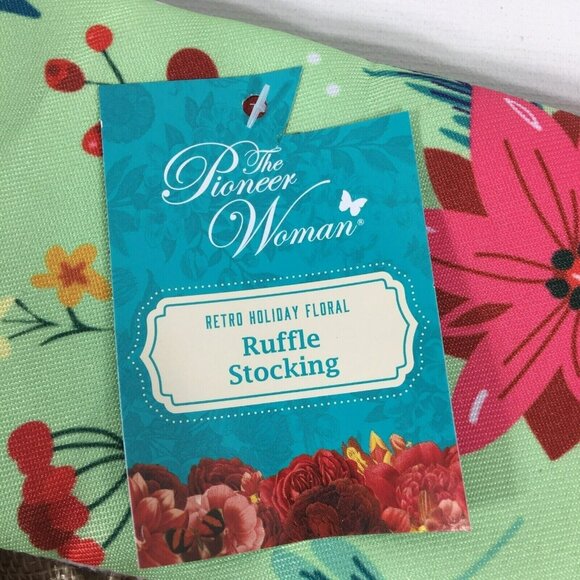 The
Pioneer
Woman®
RETRO HOLIDAY FLORAL
Ruffle
Stocking